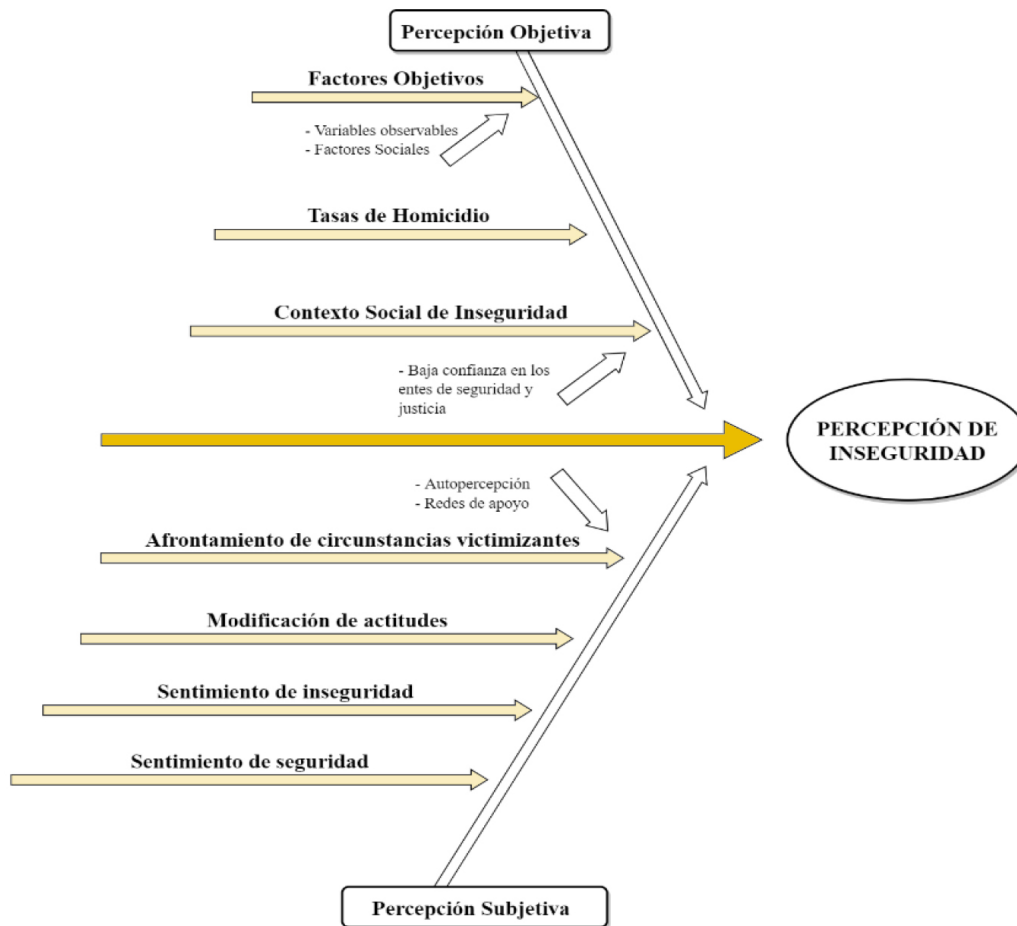 Percepción Objetiva
Factores Objetivos
- Variables observables
- Factores Sociales
Tasas de Homicidio
Contexto Social de Inseguridad
- Baja confianza en los
entes de seguridad y
justicia
PERCEPCIÓN DE
INSEGURIDAD
- Autopercepción
- Redes de apoyo
Afrontamiento de circunstancias victimizantes
Modificación de actitudes
Sentimiento de inseguridad
Sentimiento de seguridad
Percepción Subjetiva